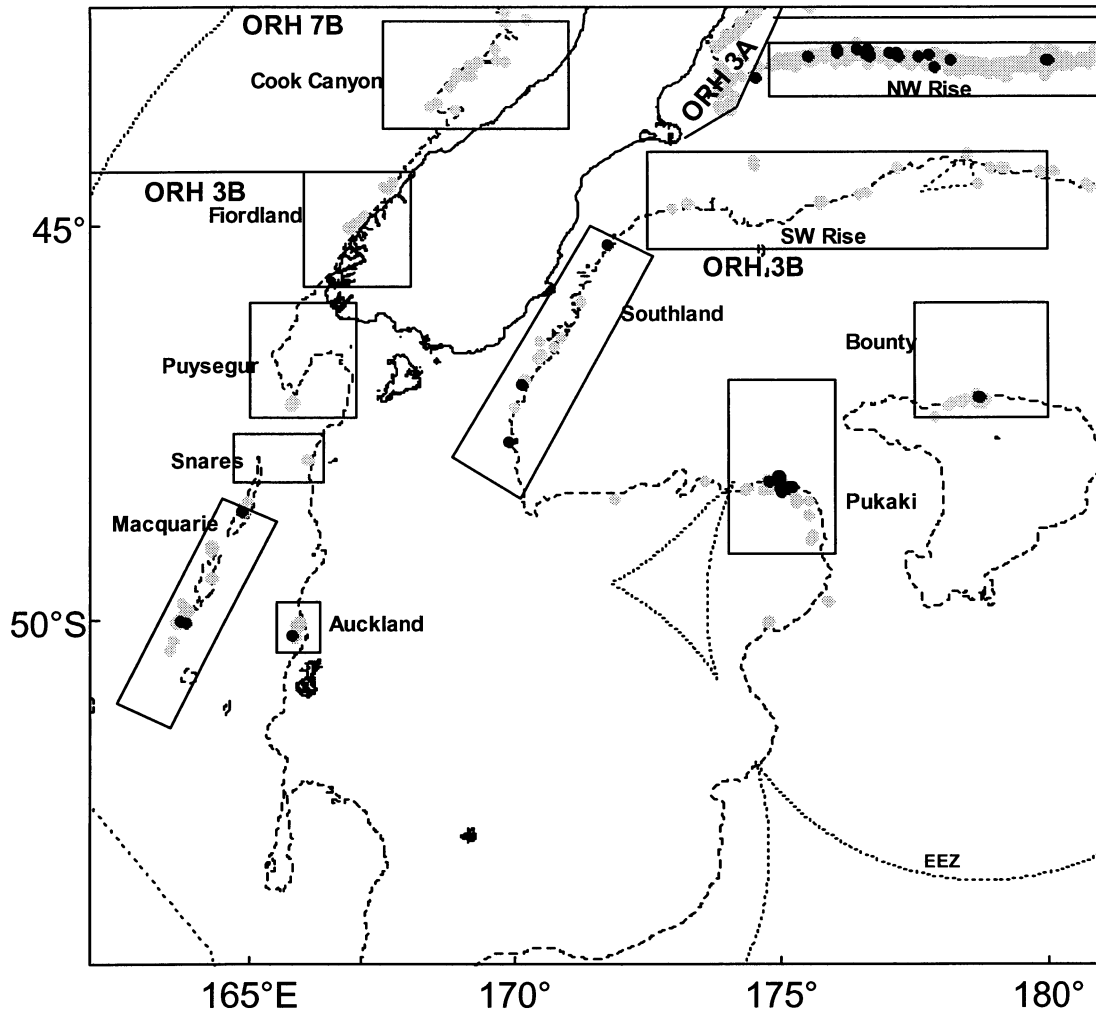 ORH 7B
Cook Canyon
ORH 3A
NW Rise
ORH 3B
Fiordland
45°
SW Rise
ORH 3B
Southland
Puysegur
Bounty
Snares
Macquarie
Pukaki
50°S
Auckland
EEZ
165°E
170°
175°
180°